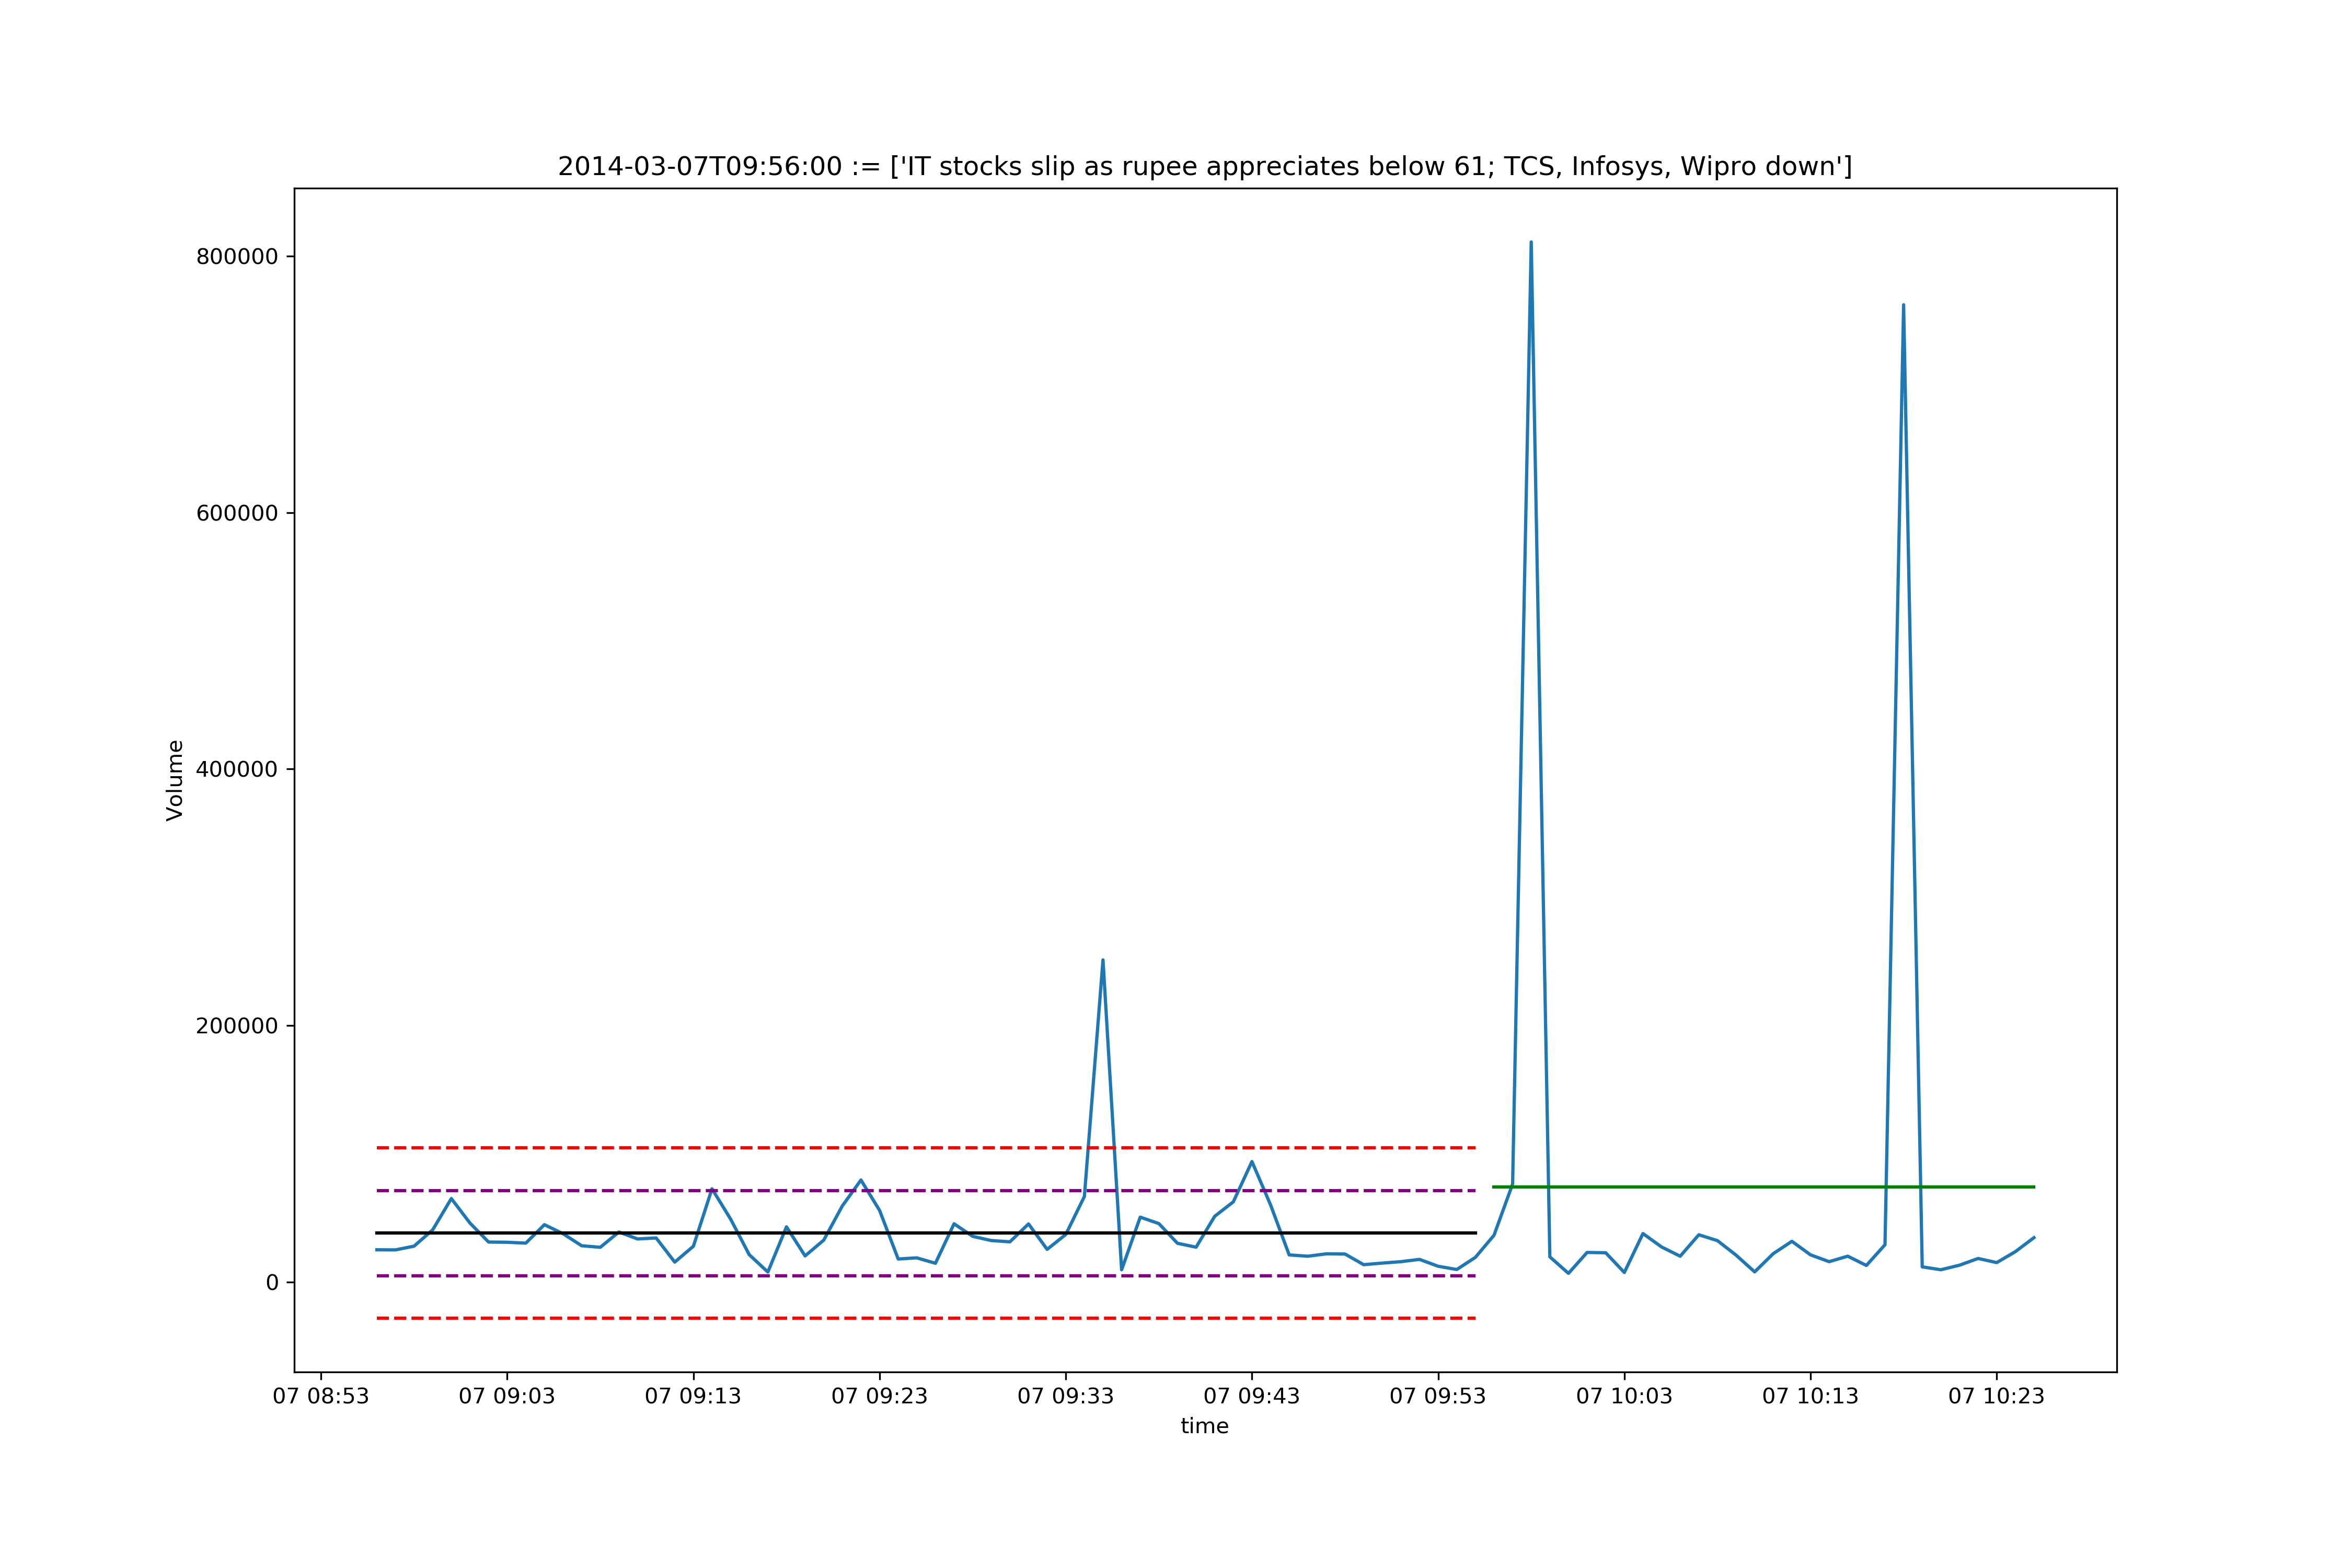 2014-03-07T09:56:00 := ['IT stocks slip as rupee appreciates below 61; TCS, Infosys, Wipro down']
800000
600000
400000
200000
0
Volume
07 08:53 07 09:03 07 09:13 07 09:23 07 09:33 07 09:43 07 09:53 07 10:03 07 10:13 07 10:23
time